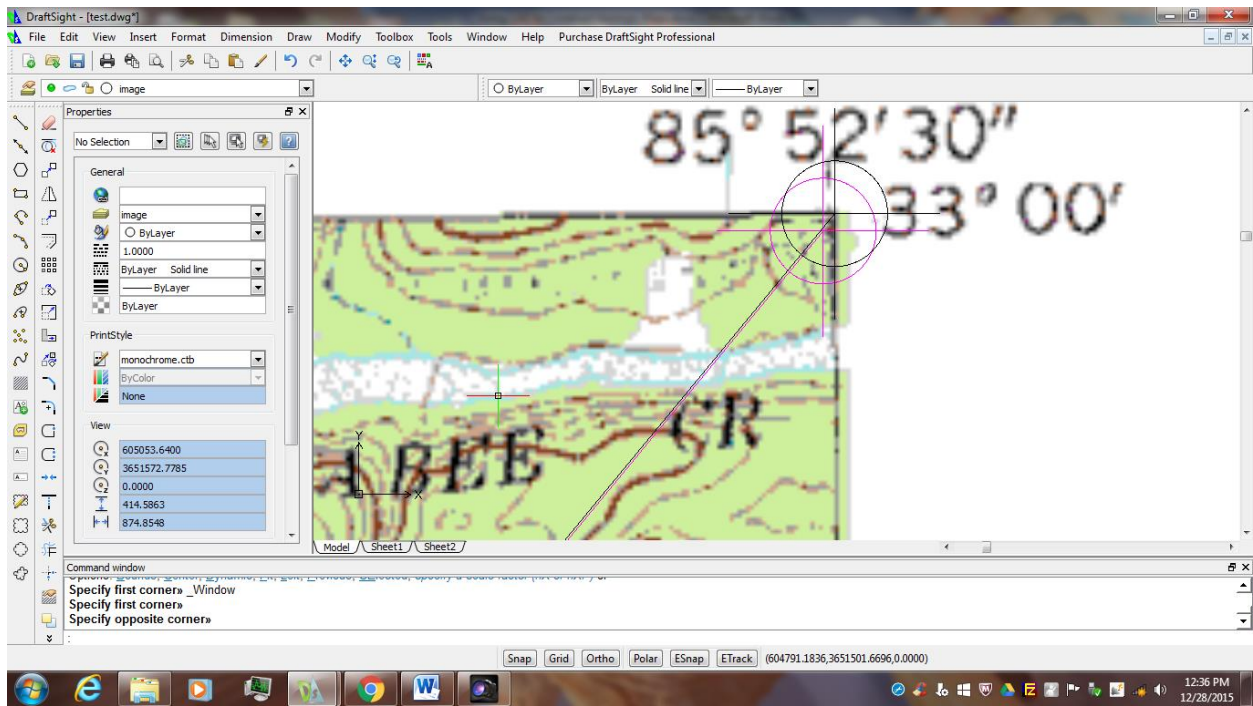 DraftSight - [test.dwg*]
File Edit View Insert Format Dimension Draw Modify Toolbox Tools Window Help Purchase DraftSight Professional
image
ByLayer ByLayer Solid line ByLayer
Properties
No Selection
General
image
ByLayer
1.0000
ByLayer Solid line
ByLayer
ByLayer
PrintStyle
monochrome.ctb
ByColor
None
View
605053.6400
3651572.7785
0.0000
414.5863
874.8548
85° 52' 30"
33° 00'
ABEE CR
Y
X
Model Sheet1 Sheet2
Command window
Specify first corner» _Window
Specify first corner»
Specify opposite corner»
:
Snap Grid Ortho Polar ESnap ETrack (604791.1836,3651501.6696,0.0000)
12:36 PM
12/28/2015